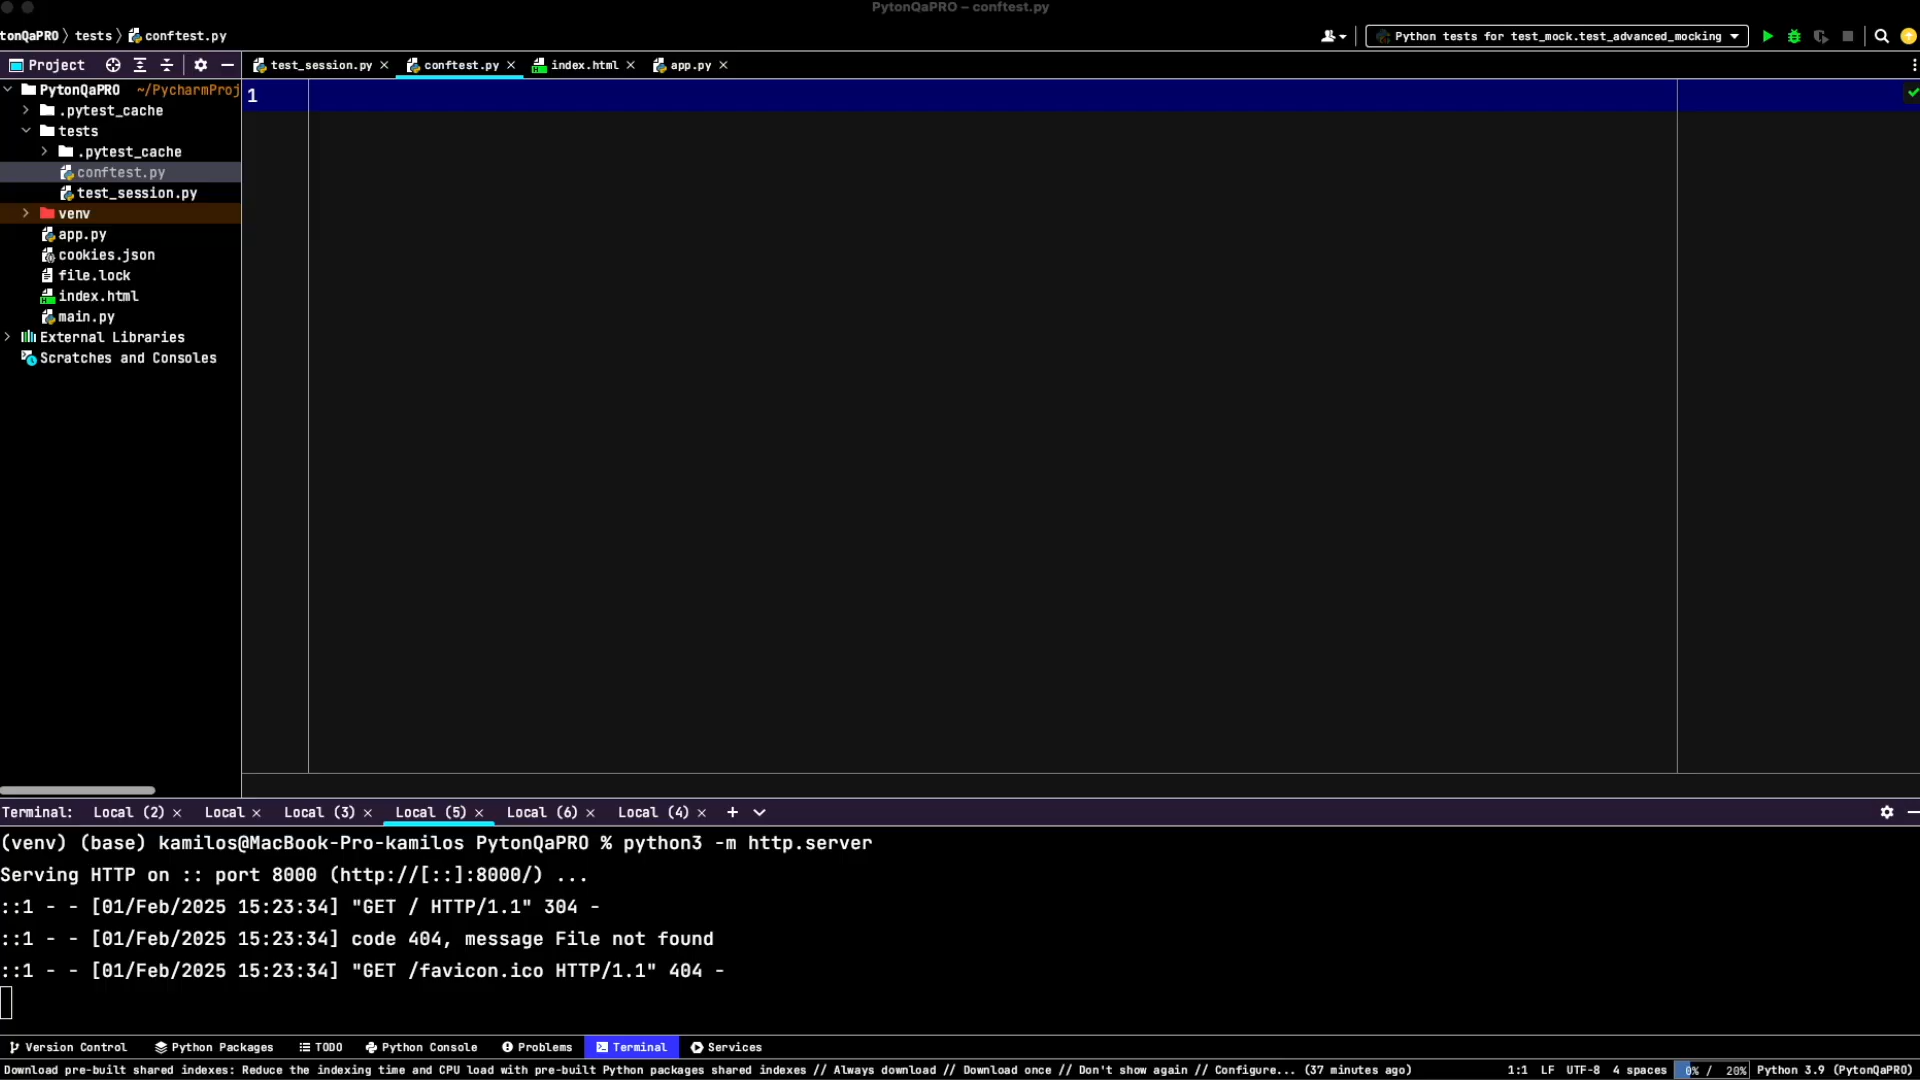 PytonQaPRO – conftest.py
tonQaPRO 〉 tests 〉 conftest.py
Python tests for test_mock.test_advanced_mocking
Project
test_session.py
conftest.py
index.html
app.py
PytonQaPRO ~/PycharmProj
.pytest_cache
tests
.pytest_cache
conftest.py
test_session.py
venv
app.py
cookies.json
file.lock
index.html
main.py
External Libraries
Scratches and Consoles
1
Terminal: Local (2) Local Local (3) Local (5) Local (6) Local (4)
(venv) (base) kamilos@MacBook-Pro-kamilos PytonQaPRO % python3 -m http.server
Serving HTTP on :: port 8000 (http://[::]:8000/) ...
::1 - - [01/Feb/2025 15:23:34] "GET / HTTP/1.1" 304 -
::1 - - [01/Feb/2025 15:23:34] code 404, message File not found
::1 - - [01/Feb/2025 15:23:34] "GET /favicon.ico HTTP/1.1" 404 -
Version Control Python Packages TODO Python Console Problems Terminal Services
Download pre-built shared indexes: Reduce the indexing time and CPU load with pre-built Python packages shared indexes // Always download // Download once // Don't show again // Configure... (37 minutes ago) 1:1 LF UTF-8 4 spaces 0% / 20% Python 3.9 (PytonQaPRO)